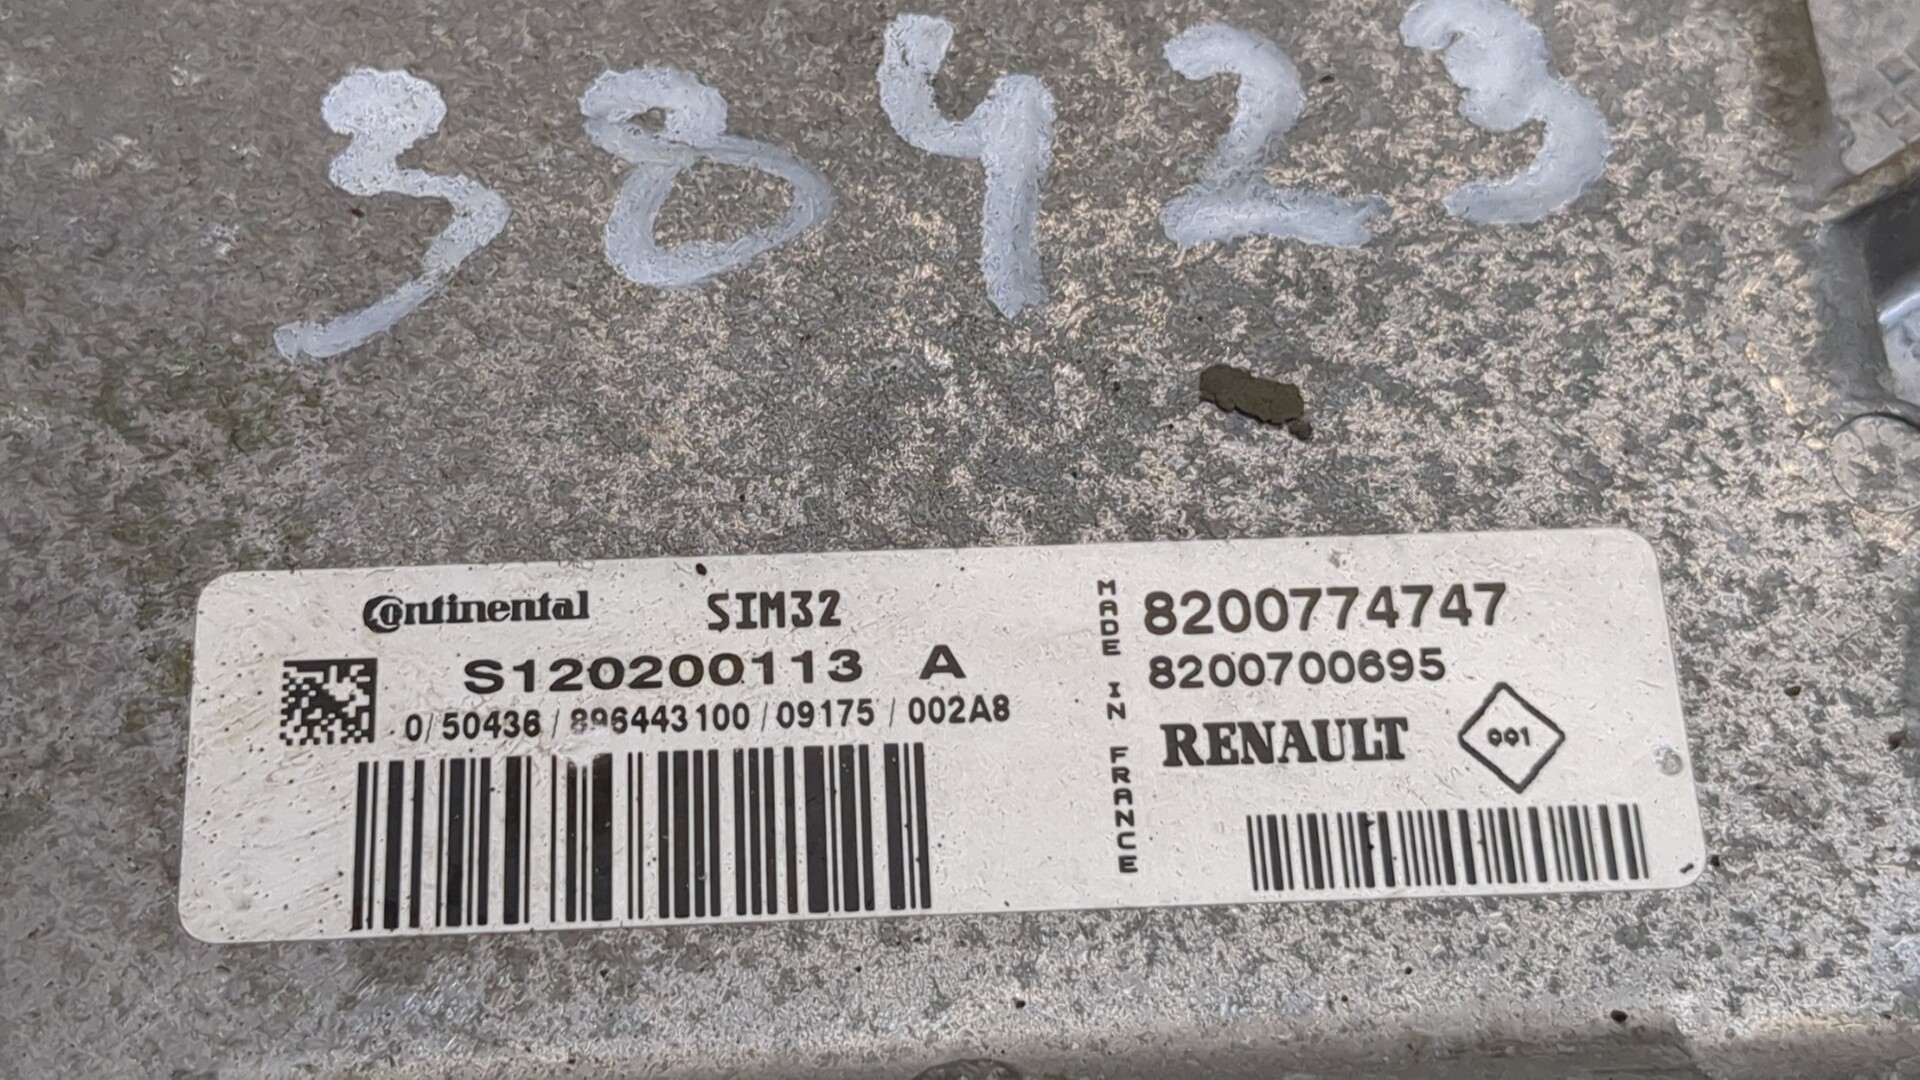 38423
Continental SIM32
S120200113 A
0/50436/896443100/09175/002A8
MADE IN FRANCE
8200774747
8200700695
RENAULT 001